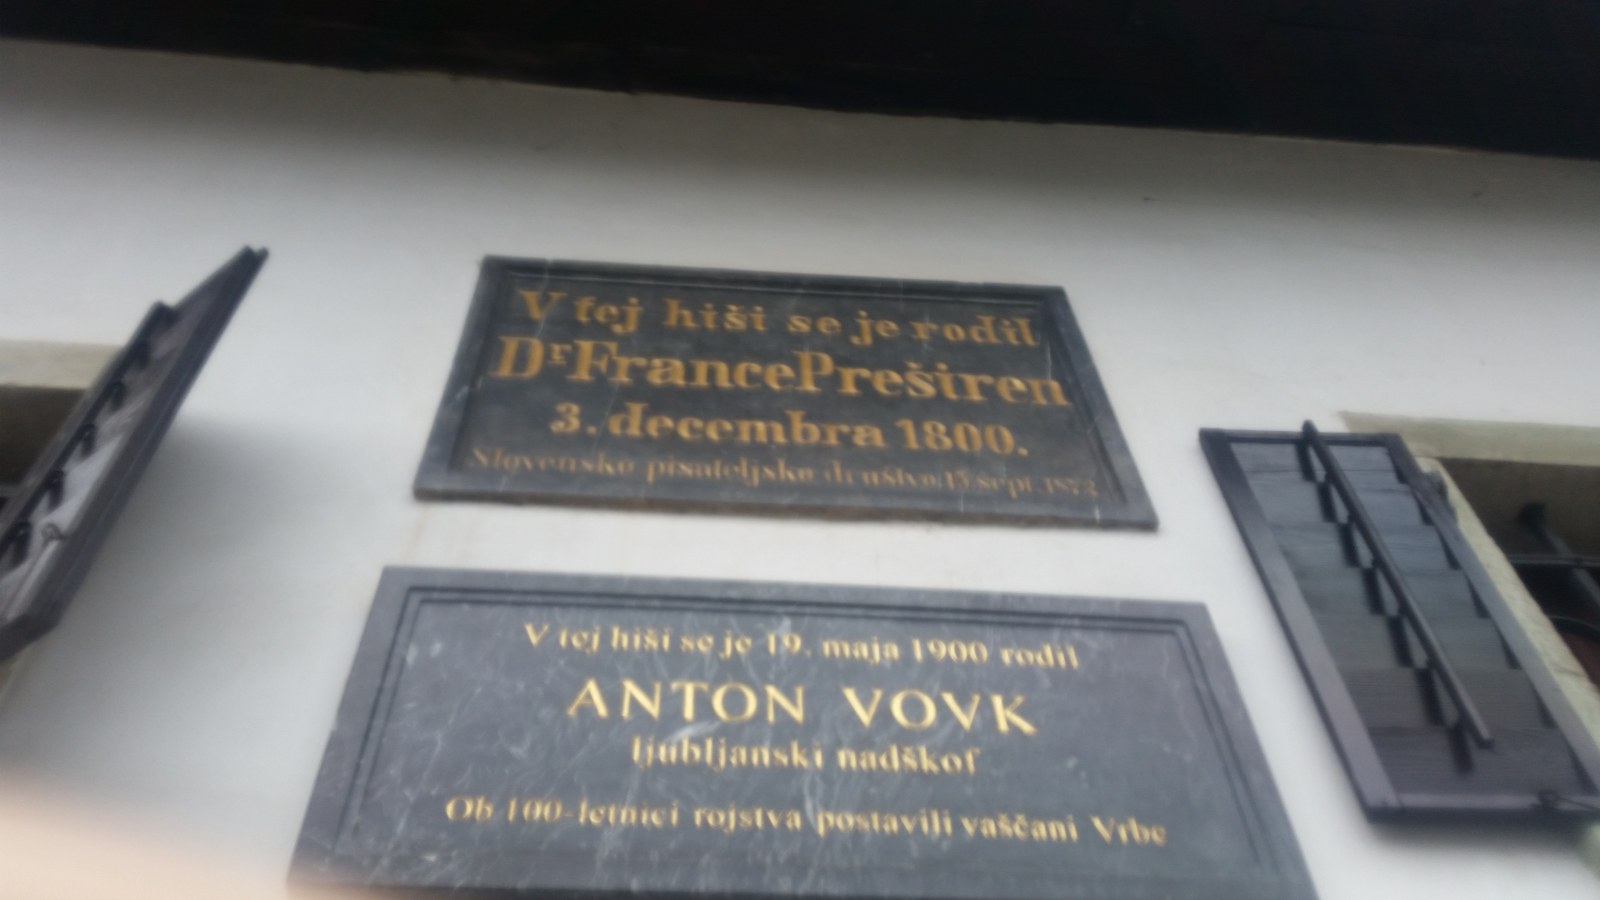 V tej hiši se je rodil
Dr France Preširen
3. decembra 1800.
Slovensko pisateljsko društvo, 15. sept. 1872
V tej hiši se je 19. maja 1900 rodil
ANTON VOVK
ljubljanski nadškof
Ob 100-letnici rojstva postavili vaščani Vrbe